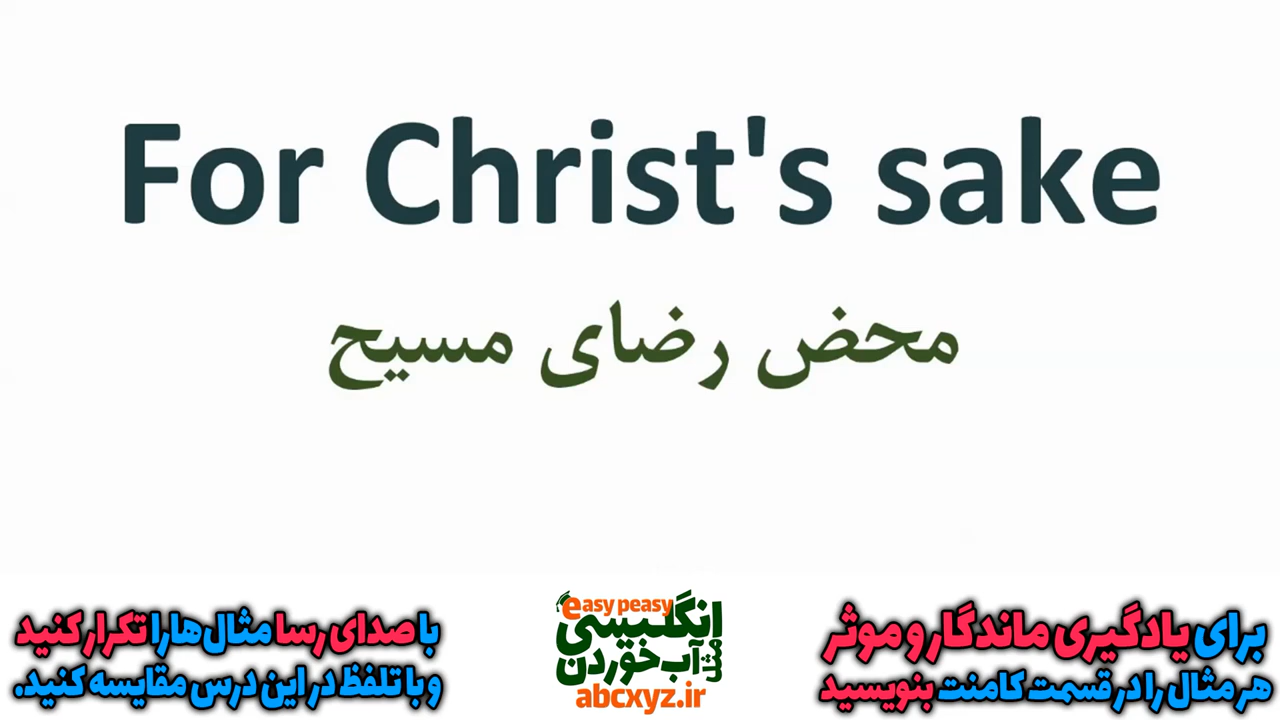 For Christ's sake
محض رضای مسیح
برای یادگیری ماندگار و موثر
هر مثال را در قسمت کامنت بنویسید
easy peasy
انگلیسی
مثل آب خوردن
abcxyz.ir
با صدای رسا مثال‌ها را تکرار کنید
و با تلفظ در این درس مقایسه کنید.